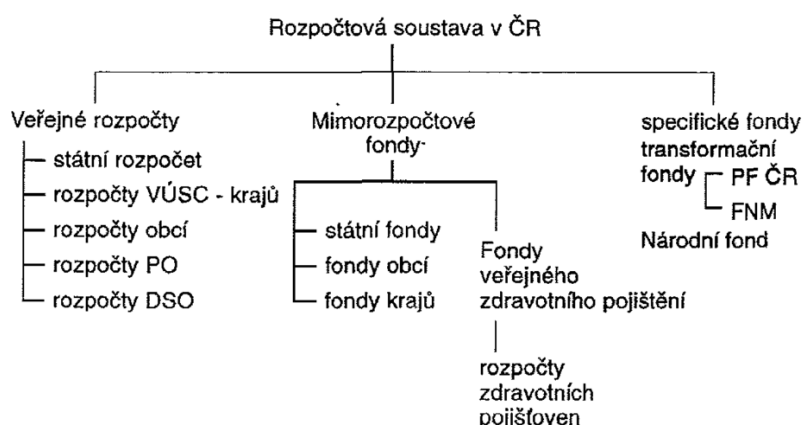 Rozpočtová soustava v ČR
Veřejné rozpočty
státní rozpočet
rozpočty VÚSC - krajů
rozpočty obcí
rozpočty PO
rozpočty DSO
Mimorozpočtové
fondy
státní fondy
fondy obcí
fondy krajů
Fondy
veřejného
zdravotního pojištění
rozpočty
zdravotních
pojišťoven
specifické fondy
transformační
fondy PF ČR
FNM
Národní fond